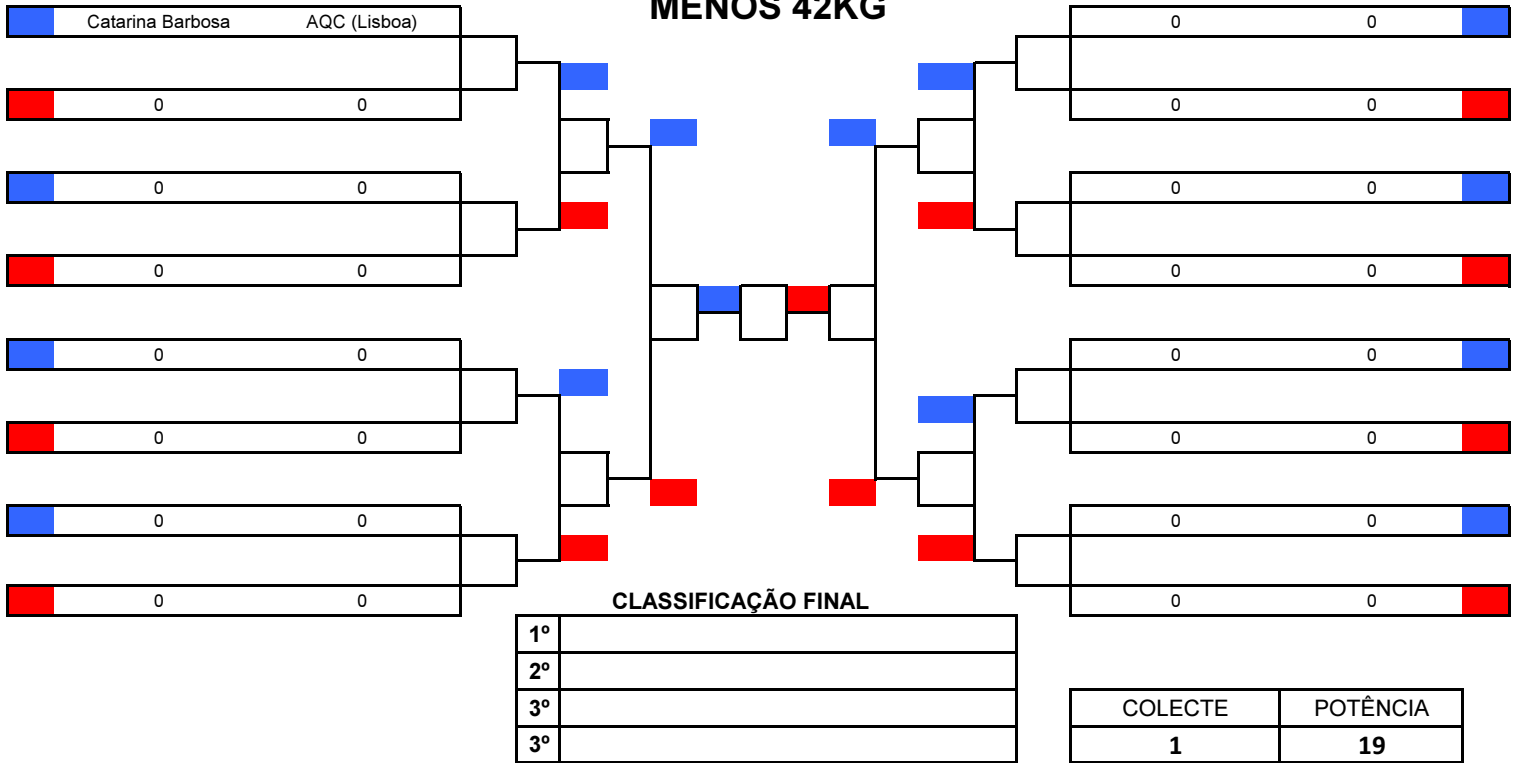 MENOS 42KG
Catarina Barbosa AQC (Lisboa) 0 0
0 0 0 0
0 0 0 0
0 0 0 0
0 0 0 0
0 0 0 0
0 0 0 0
0 0 0 0
CLASSIFICAÇÃO FINAL
1º
2º
3º
3º
COLECTE POTÊNCIA
1 19